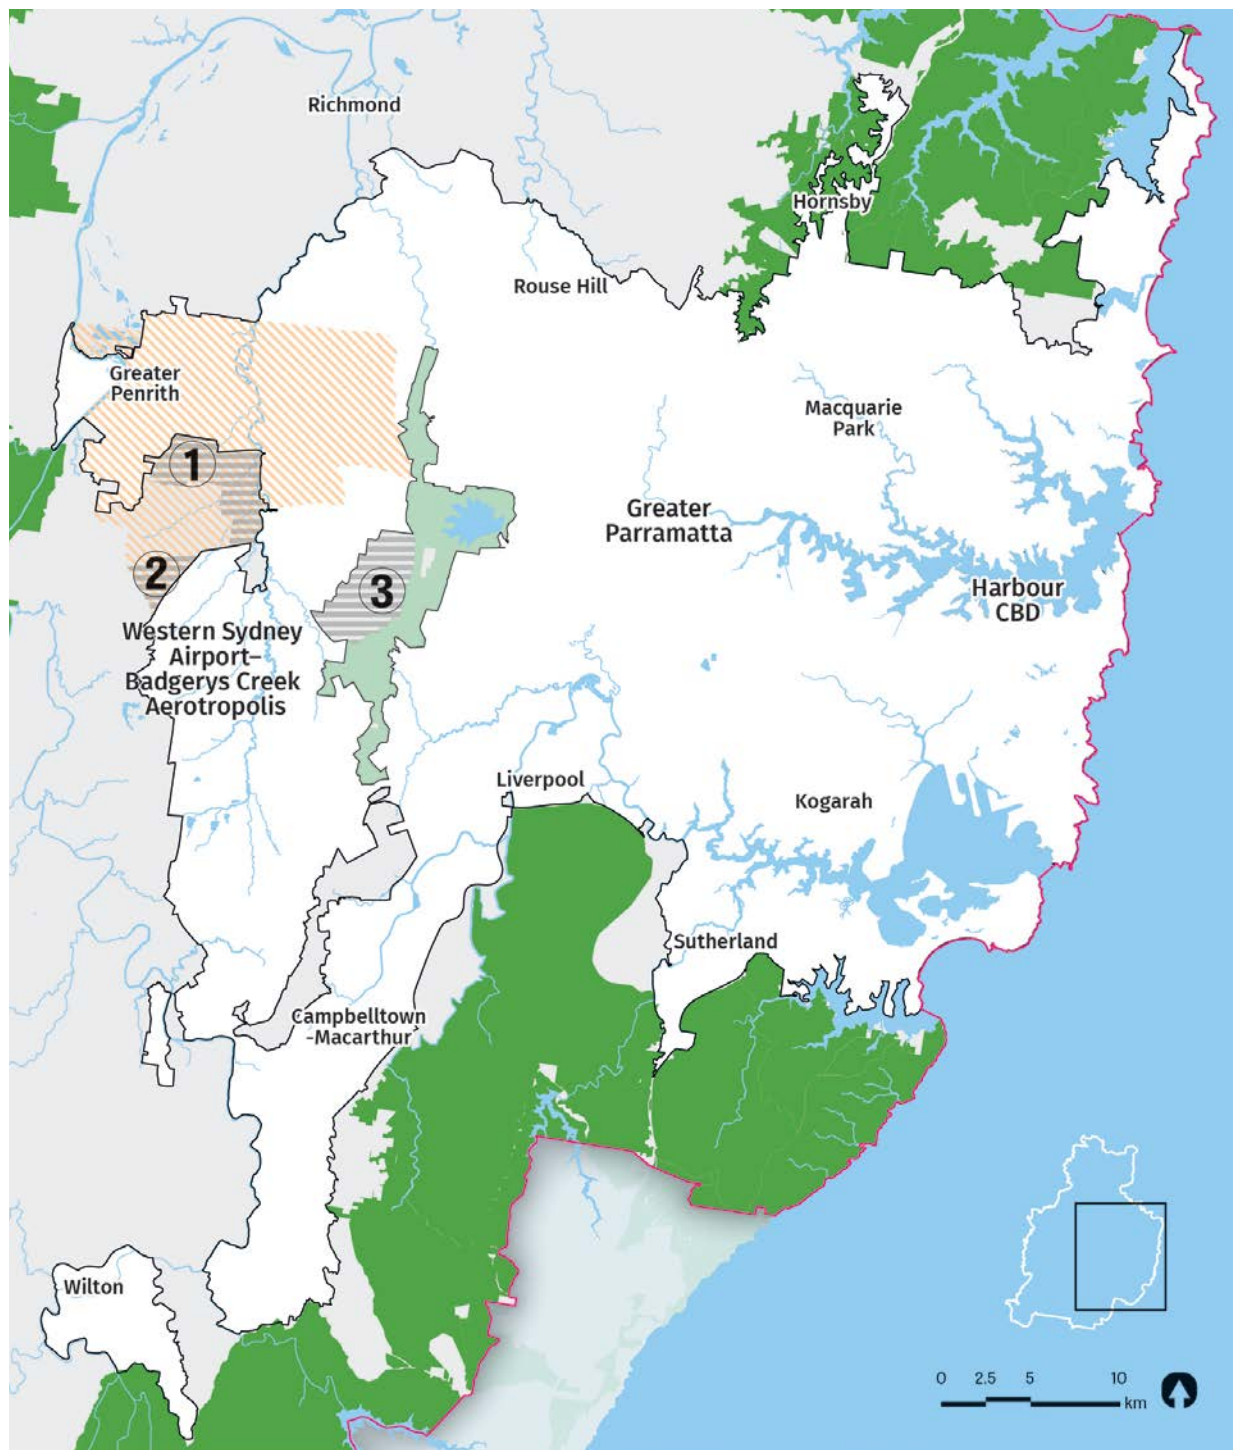 Richmond
Hornsby
Rouse Hill
Greater
Penrith
Macquarie
Park
1
Greater
Parramatta
2
3
Harbour
CBD
Western Sydney
Airport–
Badgerys Creek
Aerotropolis
Liverpool
Kogarah
Sutherland
Campbelltown
-Macarthur
Wilton
0 2.5 5 10
km